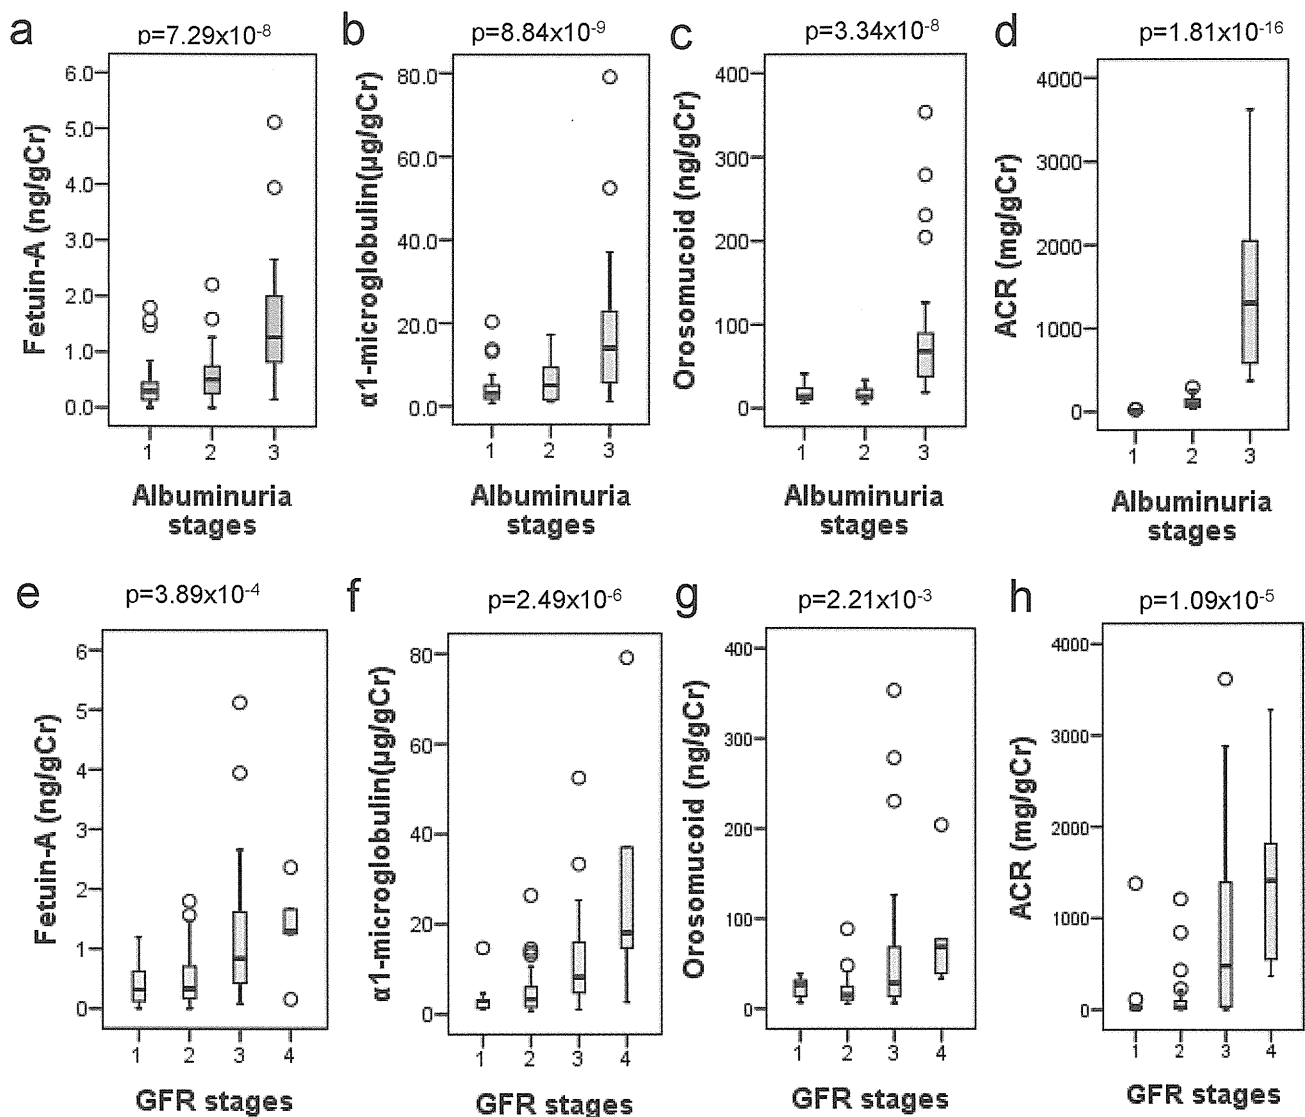 a
p=7.29x10-8
Fetuin-A (ng/gCr)
6.0
5.0
4.0
3.0
2.0
1.0
0.0
1 2 3
Albuminuria
stages
b
p=8.84x10-9
α1-microglobulin(μg/gCr)
80.0
60.0
40.0
20.0
0.0
1 2 3
Albuminuria
stages
c
p=3.34x10-8
Orosomucoid (ng/gCr)
400
300
200
100
0
1 2 3
Albuminuria
stages
d
p=1.81x10-16
ACR (mg/gCr)
4000
3000
2000
1000
0
1 2 3
Albuminuria
stages
e
p=3.89x10-4
Fetuin-A (ng/gCr)
6
5
4
3
2
1
0
1 2 3 4
GFR stages
f
p=2.49x10-6
α1-microglobulin(μg/gCr)
80
60
40
20
0
1 2 3 4
GFR stages
g
p=2.21x10-3
Orosomucoid (ng/gCr)
400
300
200
100
0
1 2 3 4
GFR stages
h
p=1.09x10-5
ACR (mg/gCr)
4000
3000
2000
1000
0
1 2 3 4
GFR stages